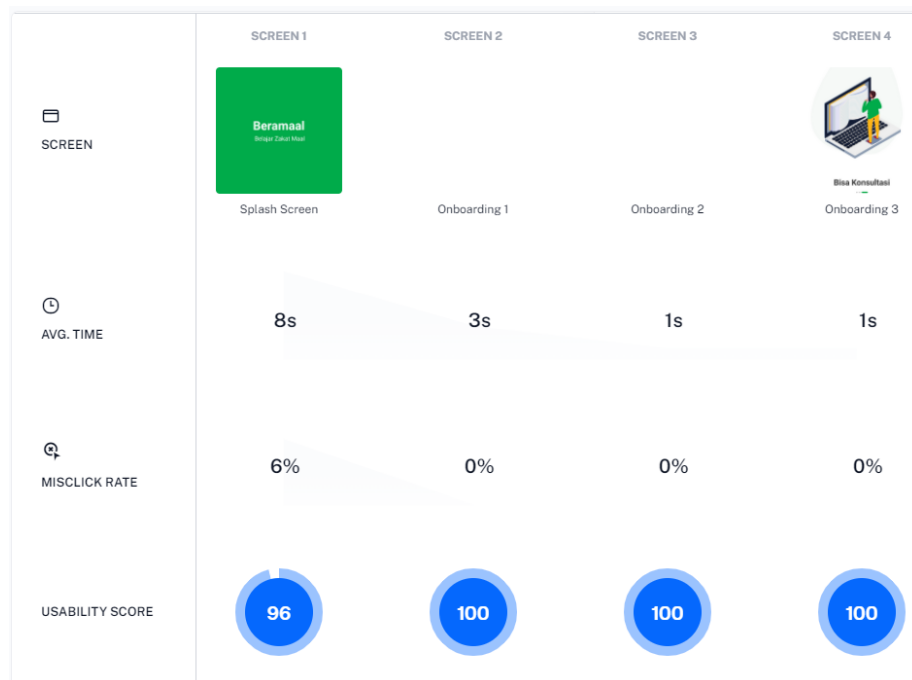 SCREEN 1 SCREEN 2 SCREEN 3 SCREEN 4
Beramaal
Belajar Zakat Maal
Bisa Konsultasi
SCREEN
Splash Screen Onboarding 1 Onboarding 2 Onboarding 3
AVG. TIME
8s 3s 1s 1s
MISCLICK RATE
6% 0% 0% 0%
USABILITY SCORE
96 100 100 100